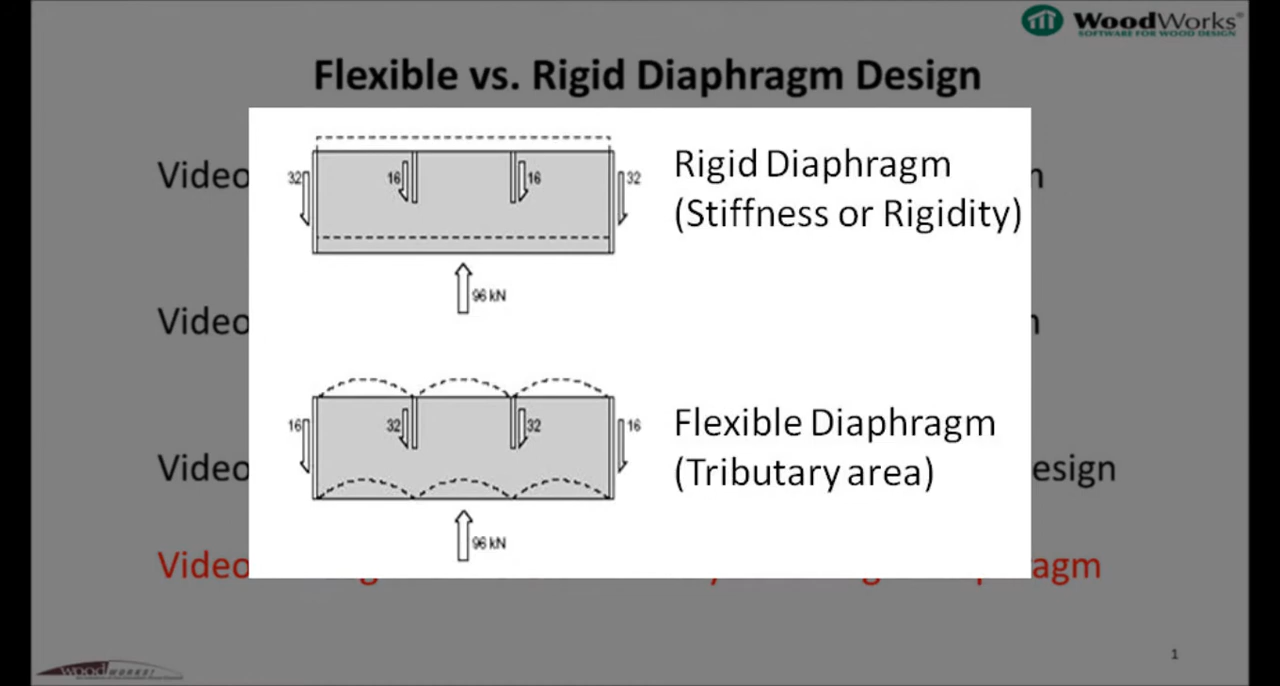 WoodWorks®
SOFTWARE FOR WOOD DESIGN
Flexible vs. Rigid Diaphragm Design
Video
32
16
16
32
Rigid Diaphragm
(Stiffness or Rigidity)
96 kN
Video
16
32
32
16
Flexible Diaphragm
(Tributary area)
Video
esign
96 kN
Video
agm
1
wood WORKS!